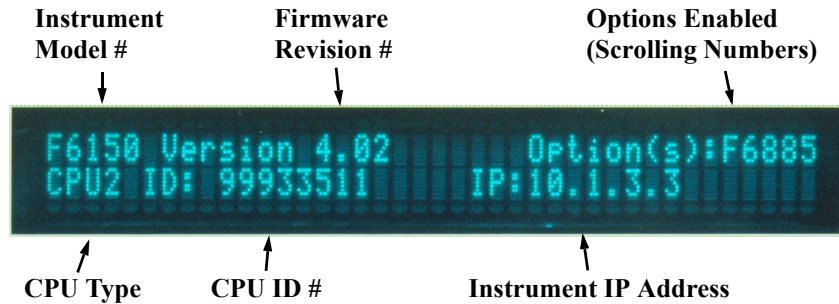 Instrument Model #
Firmware Revision #
Options Enabled (Scrolling Numbers)
F6150 Version 4.02 Option(s):F6885
CPU2 ID: 99933511 IP:10.1.3.3
CPU Type
CPU ID #
Instrument IP Address